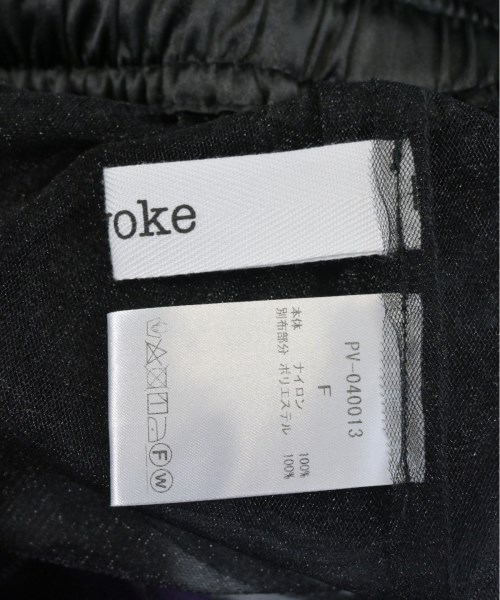 voke
PV-040013
F
本体 ナイロン 100%
別布部分 ポリエステル 100%
F W